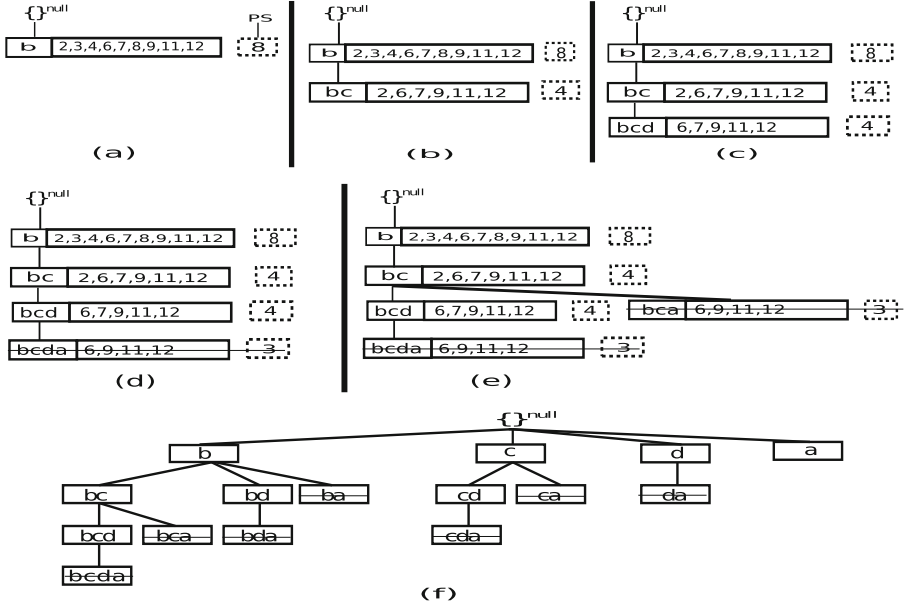 {}null PS
b 2,3,4,6,7,8,9,11,12 8
(a)
{}null
b 2,3,4,6,7,8,9,11,12 8
bc 2,6,7,9,11,12 4
(b)
{}null
b 2,3,4,6,7,8,9,11,12 8
bc 2,6,7,9,11,12 4
bcd 6,7,9,11,12 4
(c)
{}null
b 2,3,4,6,7,8,9,11,12 8
bc 2,6,7,9,11,12 4
bcd 6,7,9,11,12 4
bcda 6,9,11,12 3
(d)
{}null
b 2,3,4,6,7,8,9,11,12 8
bc 2,6,7,9,11,12 4
bcd 6,7,9,11,12 4 bca 6,9,11,12 3
bcda 6,9,11,12 3
(e)
{}null
b c d a
bc bd ba cd ca da
bcd bca bda cda
bcda
(f)